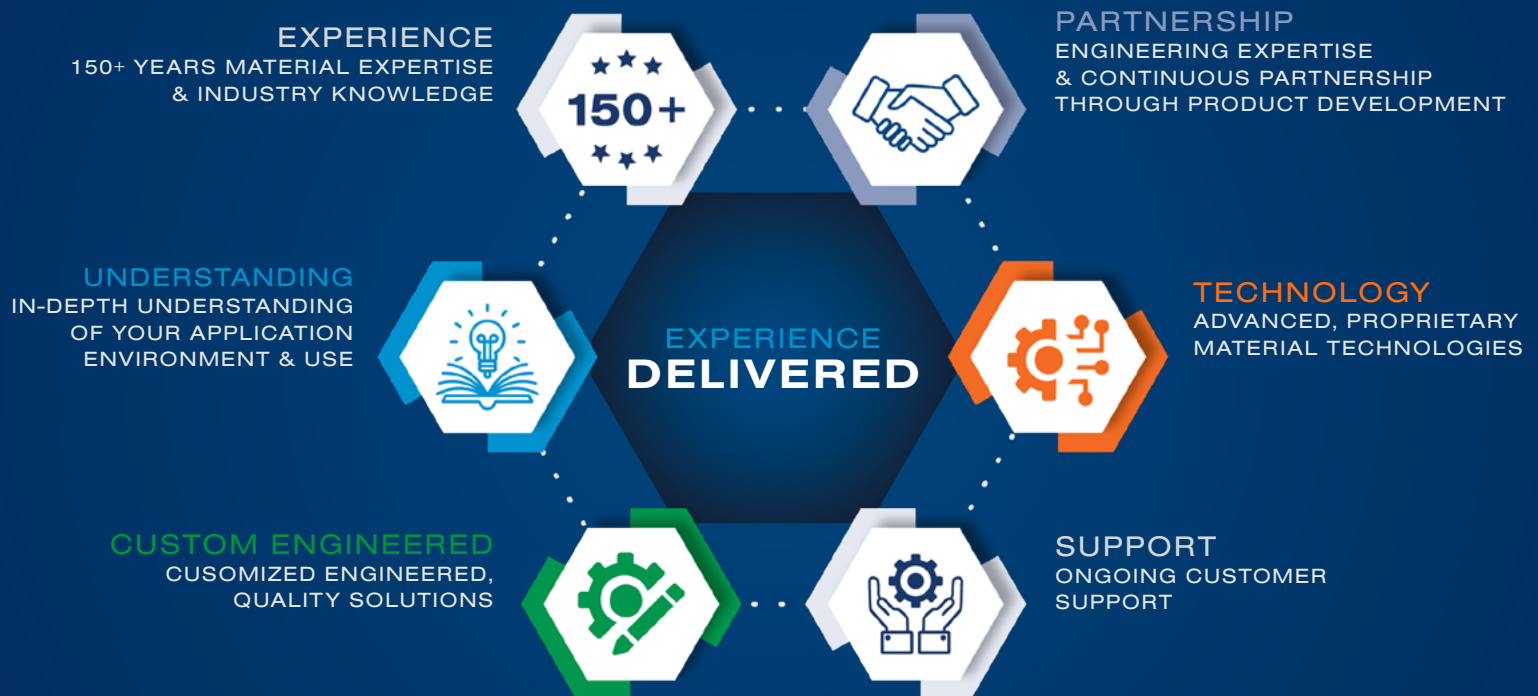 EXPERIENCE
150+ YEARS MATERIAL EXPERTISE
& INDUSTRY KNOWLEDGE
150+
PARTNERSHIP
ENGINEERING EXPERTISE
& CONTINUOUS PARTNERSHIP
THROUGH PRODUCT DEVELOPMENT
UNDERSTANDING
IN-DEPTH UNDERSTANDING
OF YOUR APPLICATION
ENVIRONMENT & USE
EXPERIENCE
DELIVERED
TECHNOLOGY
ADVANCED, PROPRIETARY
MATERIAL TECHNOLOGIES
CUSTOM ENGINEERED
CUSOMIZED ENGINEERED,
QUALITY SOLUTIONS
SUPPORT
ONGOING CUSTOMER
SUPPORT